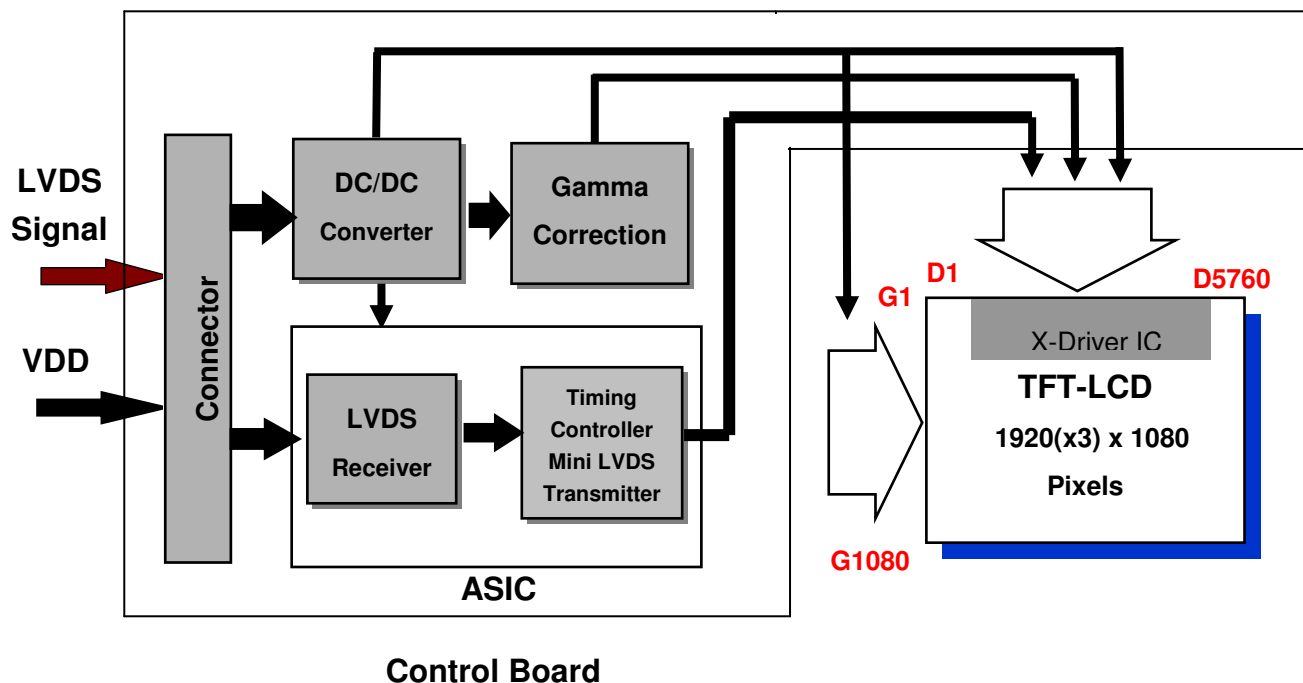 LVDS
Signal
VDD
Connector
DC/DC
Converter
Gamma
Correction
LVDS
Receiver
Timing
Controller
Mini LVDS
Transmitter
ASIC
G1
G1080
D1
D5760
X-Driver IC
TFT-LCD
1920(x3) x 1080
Pixels
Control Board